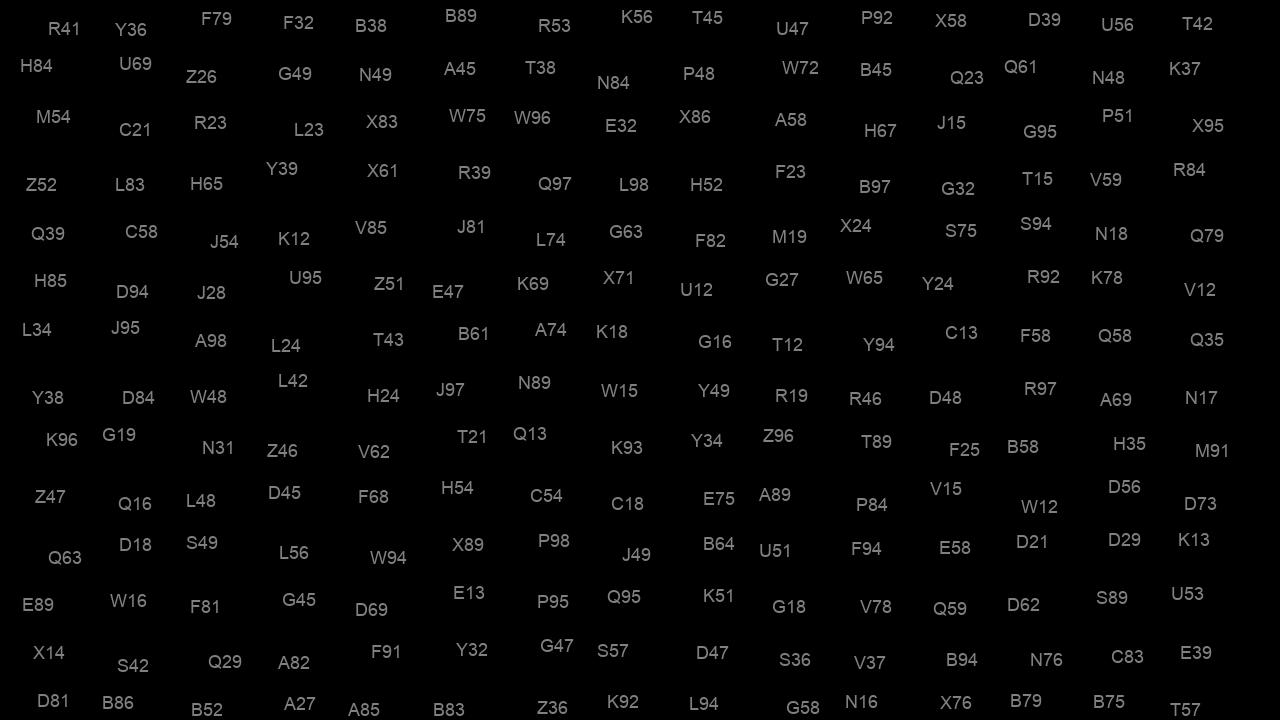 R41 Y36 F79 F32 B38 B89 R53 K56 T45 U47 P92 X58 D39 U56 T42
H84 U69 Z26 G49 N49 A45 T38 N84 P48 W72 B45 Q23 Q61 N48 K37
M54 C21 R23 L23 X83 W75 W96 E32 X86 A58 H67 J15 G95 P51 X95
Z52 L83 H65 Y39 X61 R39 Q97 L98 H52 F23 B97 G32 T15 V59 R84
Q39 C58 J54 K12 V85 J81 L74 G63 F82 M19 X24 S75 S94 N18 Q79
H85 D94 J28 U95 Z51 E47 K69 X71 U12 G27 W65 Y24 R92 K78 V12
L34 J95 A98 L24 T43 B61 A74 K18 G16 T12 Y94 C13 F58 Q58 Q35
Y38 D84 W48 L42 H24 J97 N89 W15 Y49 R19 R46 D48 R97 A69 N17
K96 G19 N31 Z46 V62 T21 Q13 K93 Y34 Z96 T89 F25 B58 H35 M91
Z47 Q16 L48 D45 F68 H54 C54 C18 E75 A89 P84 V15 W12 D56 D73
Q63 D18 S49 L56 W94 X89 P98 J49 B64 U51 F94 E58 D21 D29 K13
E89 W16 F81 G45 D69 E13 P95 Q95 K51 G18 V78 Q59 D62 S89 U53
X14 S42 Q29 A82 F91 Y32 G47 S57 D47 S36 V37 B94 N76 C83 E39
D81 B86 B52 A27 A85 B83 Z36 K92 L94 G58 N16 X76 B79 B75 T57